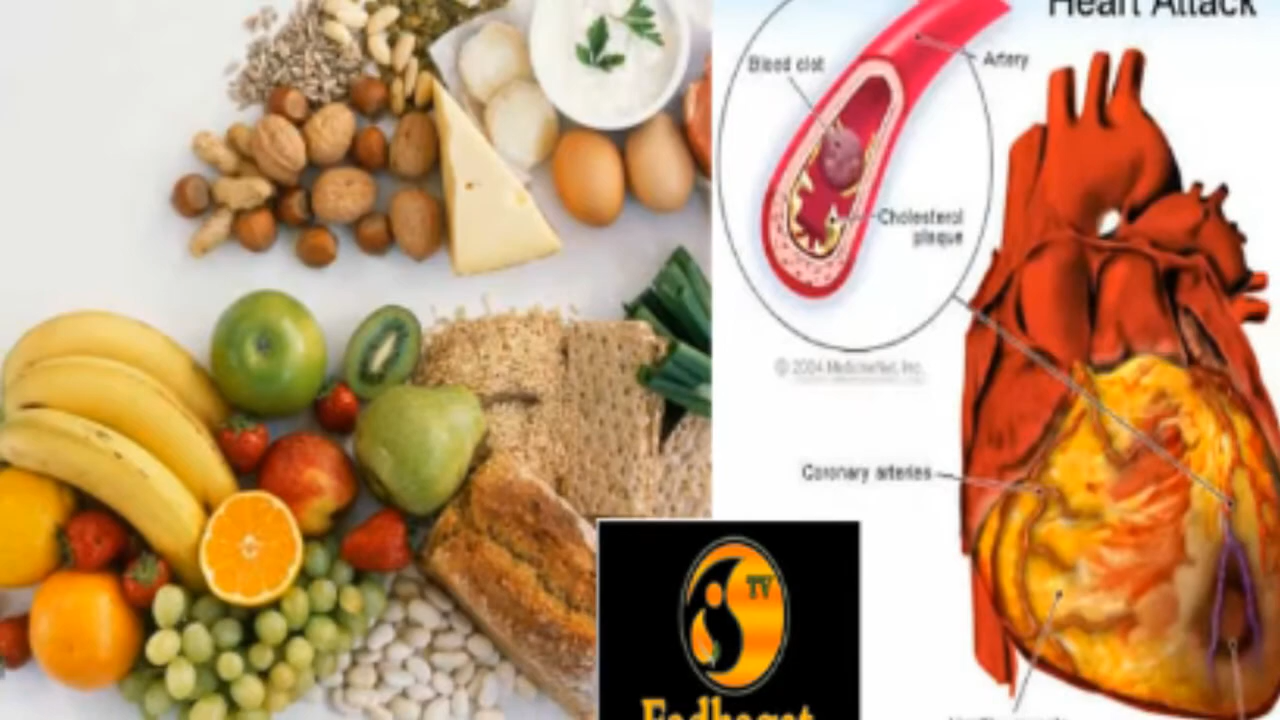 Heart Attack
Blood clot
Artery
Cholesterol
plaque
© 2004 MedicineNet, Inc.
Coronary arteries
TV